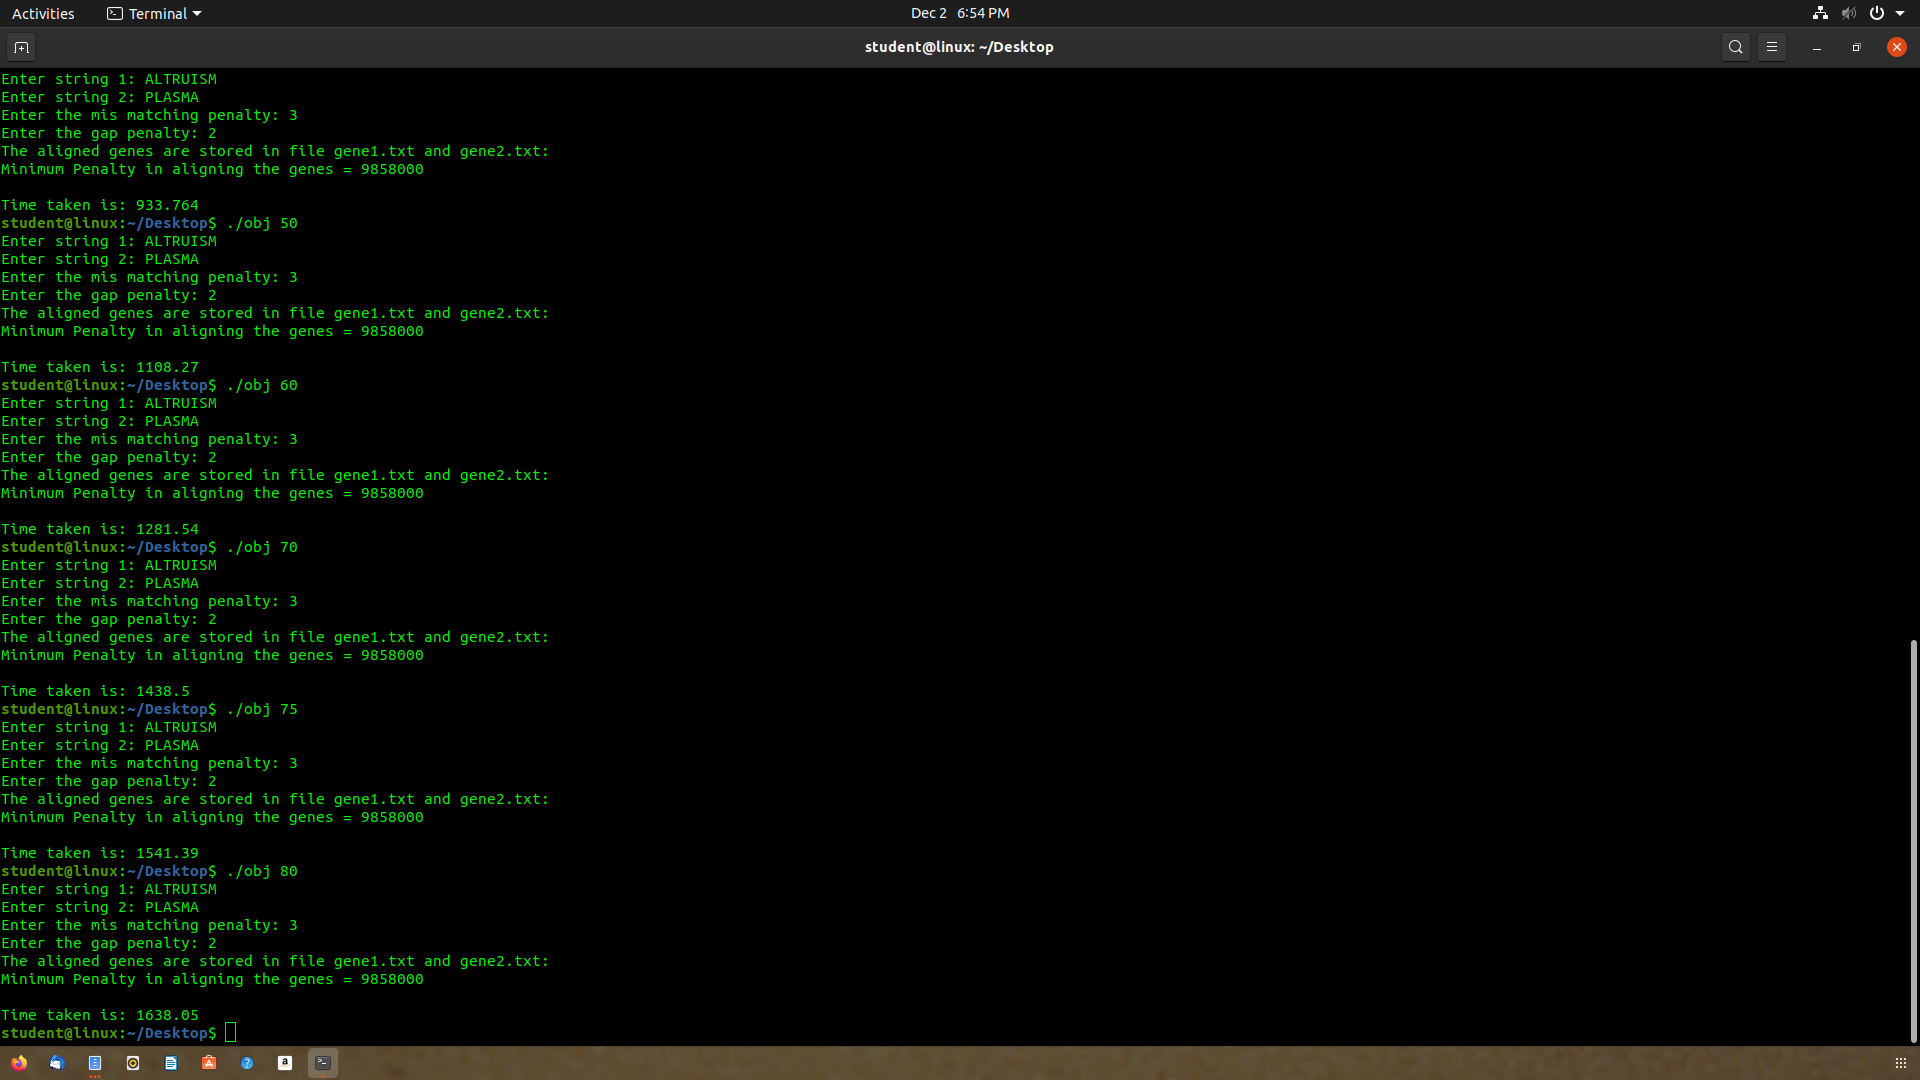 Activities Terminal Dec 2 6:54 PM
student@linux: ~/Desktop
Enter string 1: ALTRUISM
Enter string 2: PLASMA
Enter the mis matching penalty: 3
Enter the gap penalty: 2
The aligned genes are stored in file gene1.txt and gene2.txt:
Minimum Penalty in aligning the genes = 9858000
Time taken is: 933.764
student@linux:~/Desktop$ ./obj 50
Enter string 1: ALTRUISM
Enter string 2: PLASMA
Enter the mis matching penalty: 3
Enter the gap penalty: 2
The aligned genes are stored in file gene1.txt and gene2.txt:
Minimum Penalty in aligning the genes = 9858000
Time taken is: 1108.27
student@linux:~/Desktop$ ./obj 60
Enter string 1: ALTRUISM
Enter string 2: PLASMA
Enter the mis matching penalty: 3
Enter the gap penalty: 2
The aligned genes are stored in file gene1.txt and gene2.txt:
Minimum Penalty in aligning the genes = 9858000
Time taken is: 1281.54
student@linux:~/Desktop$ ./obj 70
Enter string 1: ALTRUISM
Enter string 2: PLASMA
Enter the mis matching penalty: 3
Enter the gap penalty: 2
The aligned genes are stored in file gene1.txt and gene2.txt:
Minimum Penalty in aligning the genes = 9858000
Time taken is: 1438.5
student@linux:~/Desktop$ ./obj 75
Enter string 1: ALTRUISM
Enter string 2: PLASMA
Enter the mis matching penalty: 3
Enter the gap penalty: 2
The aligned genes are stored in file gene1.txt and gene2.txt:
Minimum Penalty in aligning the genes = 9858000
Time taken is: 1541.39
student@linux:~/Desktop$ ./obj 80
Enter string 1: ALTRUISM
Enter string 2: PLASMA
Enter the mis matching penalty: 3
Enter the gap penalty: 2
The aligned genes are stored in file gene1.txt and gene2.txt:
Minimum Penalty in aligning the genes = 9858000
Time taken is: 1638.05
student@linux:~/Desktop$